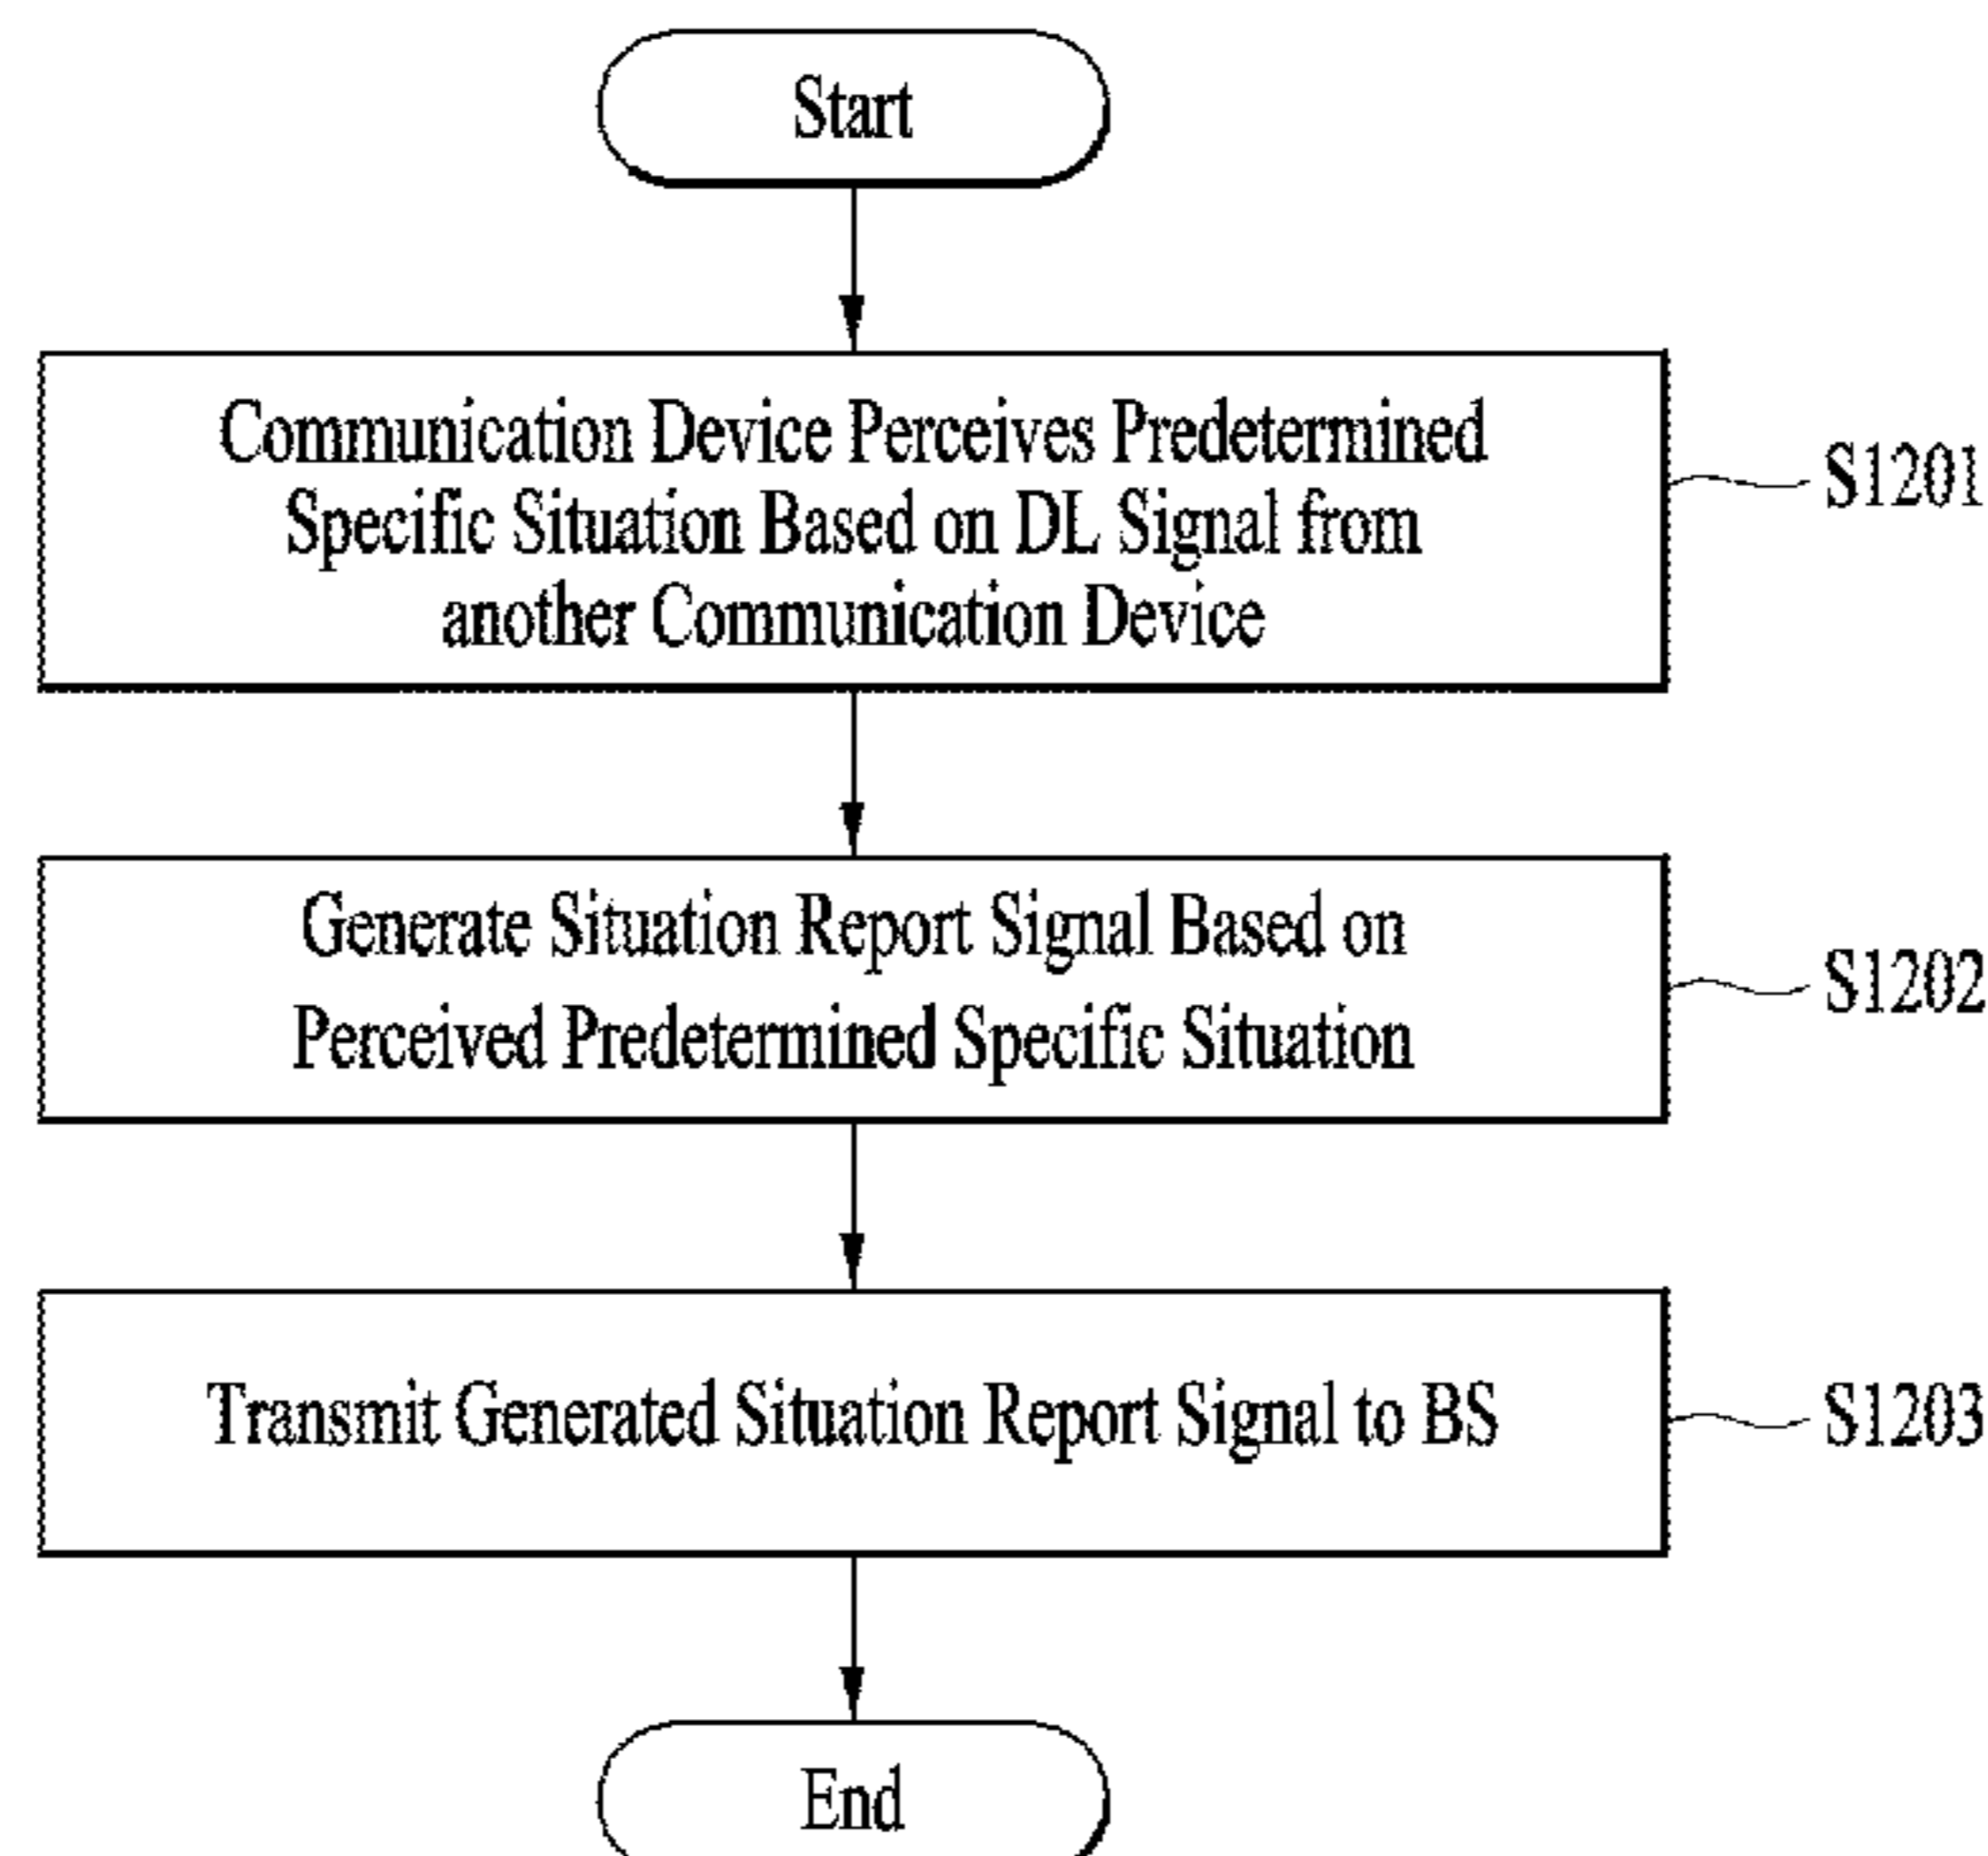 Start
Communication Device Perceives Predetermined
Specific Situation Based on DL Signal from
another Communication Device
S1201
Generate Situation Report Signal Based on
Perceived Predetermined Specific Situation
S1202
Transmit Generated Situation Report Signal to BS
S1203
End